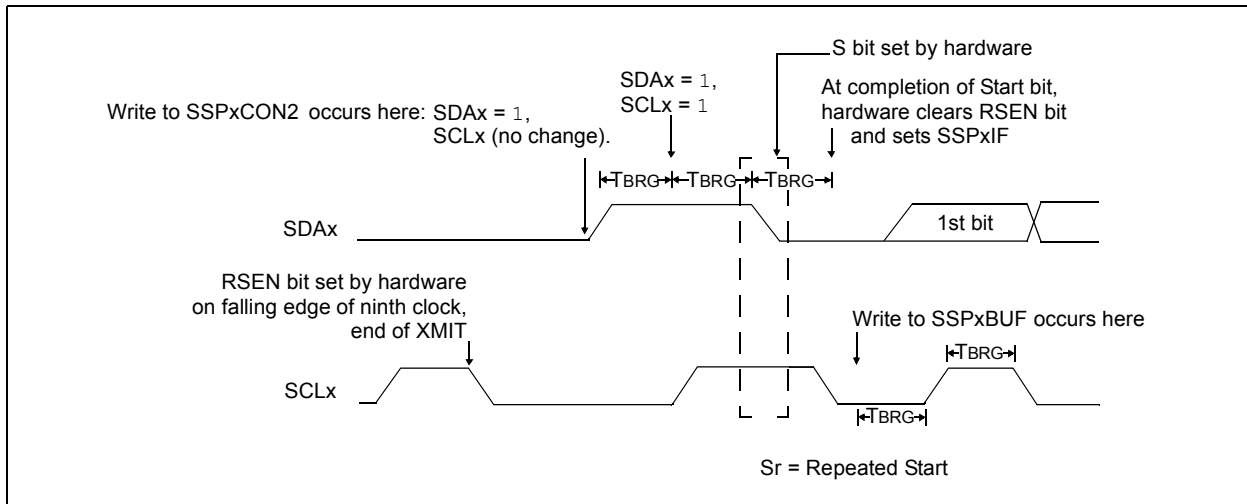 S bit set by hardware
SDAx = 1,
SCLx = 1
At completion of Start bit,
hardware clears RSEN bit
and sets SSPxIF
Write to SSPxCON2 occurs here: SDAx = 1,
SCLx (no change).
TBRG
TBRG
TBRG
SDAx
1st bit
RSEN bit set by hardware
on falling edge of ninth clock,
end of XMIT
Write to SSPxBUF occurs here
TBRG
SCLx
TBRG
Sr = Repeated Start